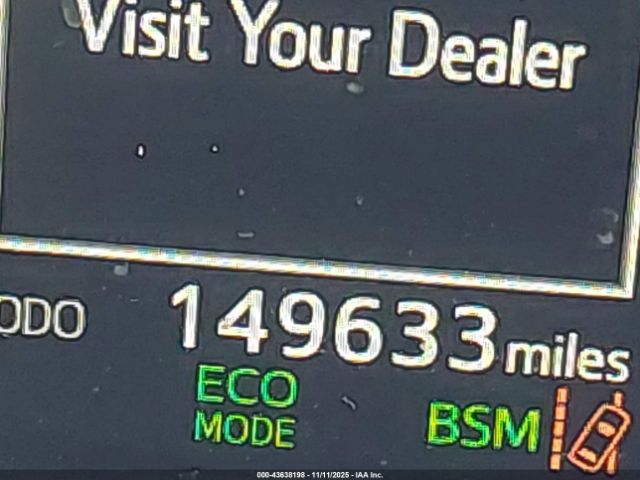 Visit Your Dealer
ODO 149633 miles
ECO
MODE
BSM
000-43638198 - 11/11/2025 - IAA Inc.